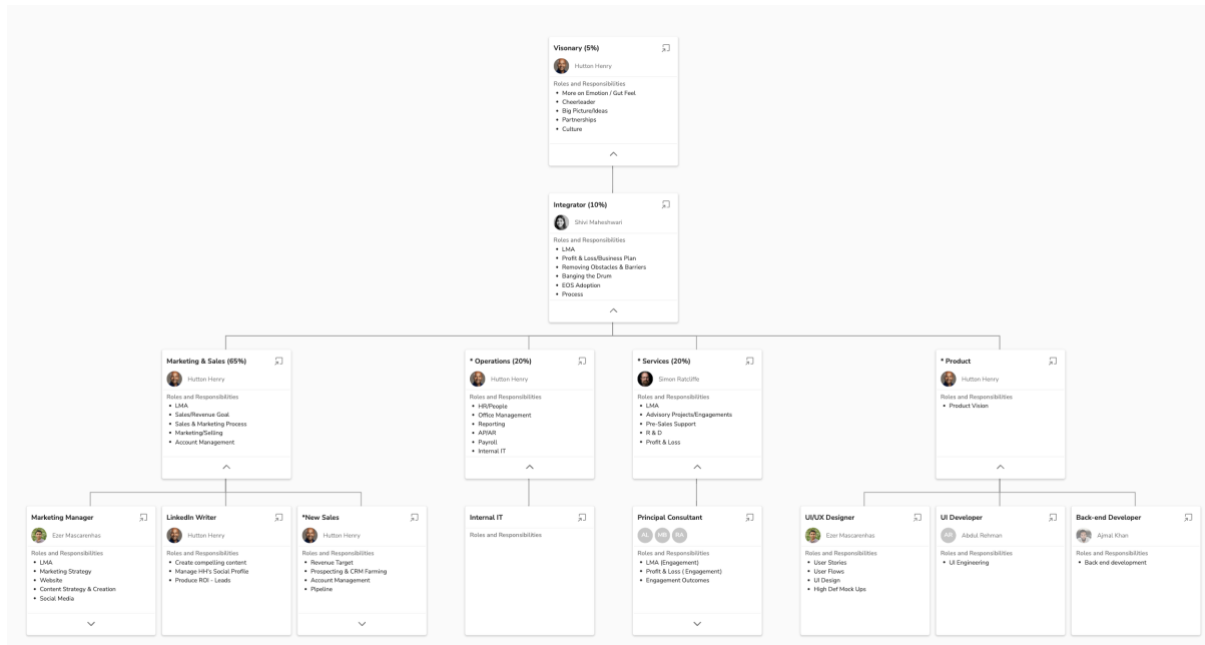 Visonary (5%)
Hutton Henry
Roles and Responsibilities
More on Emotion / Gut Feel
Cheerleader
Big Picture/Ideas
Partnerships
Culture
Integrator (10%)
Shivi Maheshwari
Roles and Responsibilities
LMA
Profit & Loss/Business Plan
Removing Obstacles & Barriers
Banging the Drum
EOS Adoption
Process
Marketing & Sales (65%)
Hutton Henry
Roles and Responsibilities
LMA
Sales/Revenue Goal
Sales & Marketing Process
Marketing/Selling
Account Management
* Operations (20%)
Hutton Henry
Roles and Responsibilities
HR/People
Office Management
Reporting
AP/AR
Payroll
Internal IT
* Services (20%)
Simon Ratcliffe
Roles and Responsibilities
LMA
Advisory Projects/Engagements
Pre-Sales Support
R & D
Profit & Loss
* Product
Hutton Henry
Roles and Responsibilities
Product Vision
Marketing Manager
Ezer Mascarenhas
Roles and Responsibilities
LMA
Marketing Strategy
Website
Content Strategy & Creation
Social Media
LinkedIn Writer
Hutton Henry
Roles and Responsibilities
Create compelling content
Manage HH's Social Profile
Produce ROI - Leads
*New Sales
Hutton Henry
Roles and Responsibilities
Revenue Target
Prospecting & CRM Farming
Account Management
Pipeline
Internal IT
Roles and Responsibilities
Principal Consultant
AL MB RA
Roles and Responsibilities
LMA (Engagement)
Profit & Loss ( Engagement)
Engagement Outcomes
UI/UX Designer
Ezer Mascarenhas
Roles and Responsibilities
User Stories
User Flows
UI Design
High Def Mock Ups
UI Developer
AR Abdul Rehman
Roles and Responsibilities
UI Engineering
Back-end Developer
Ajmal Khan
Roles and Responsibilities
Back end development